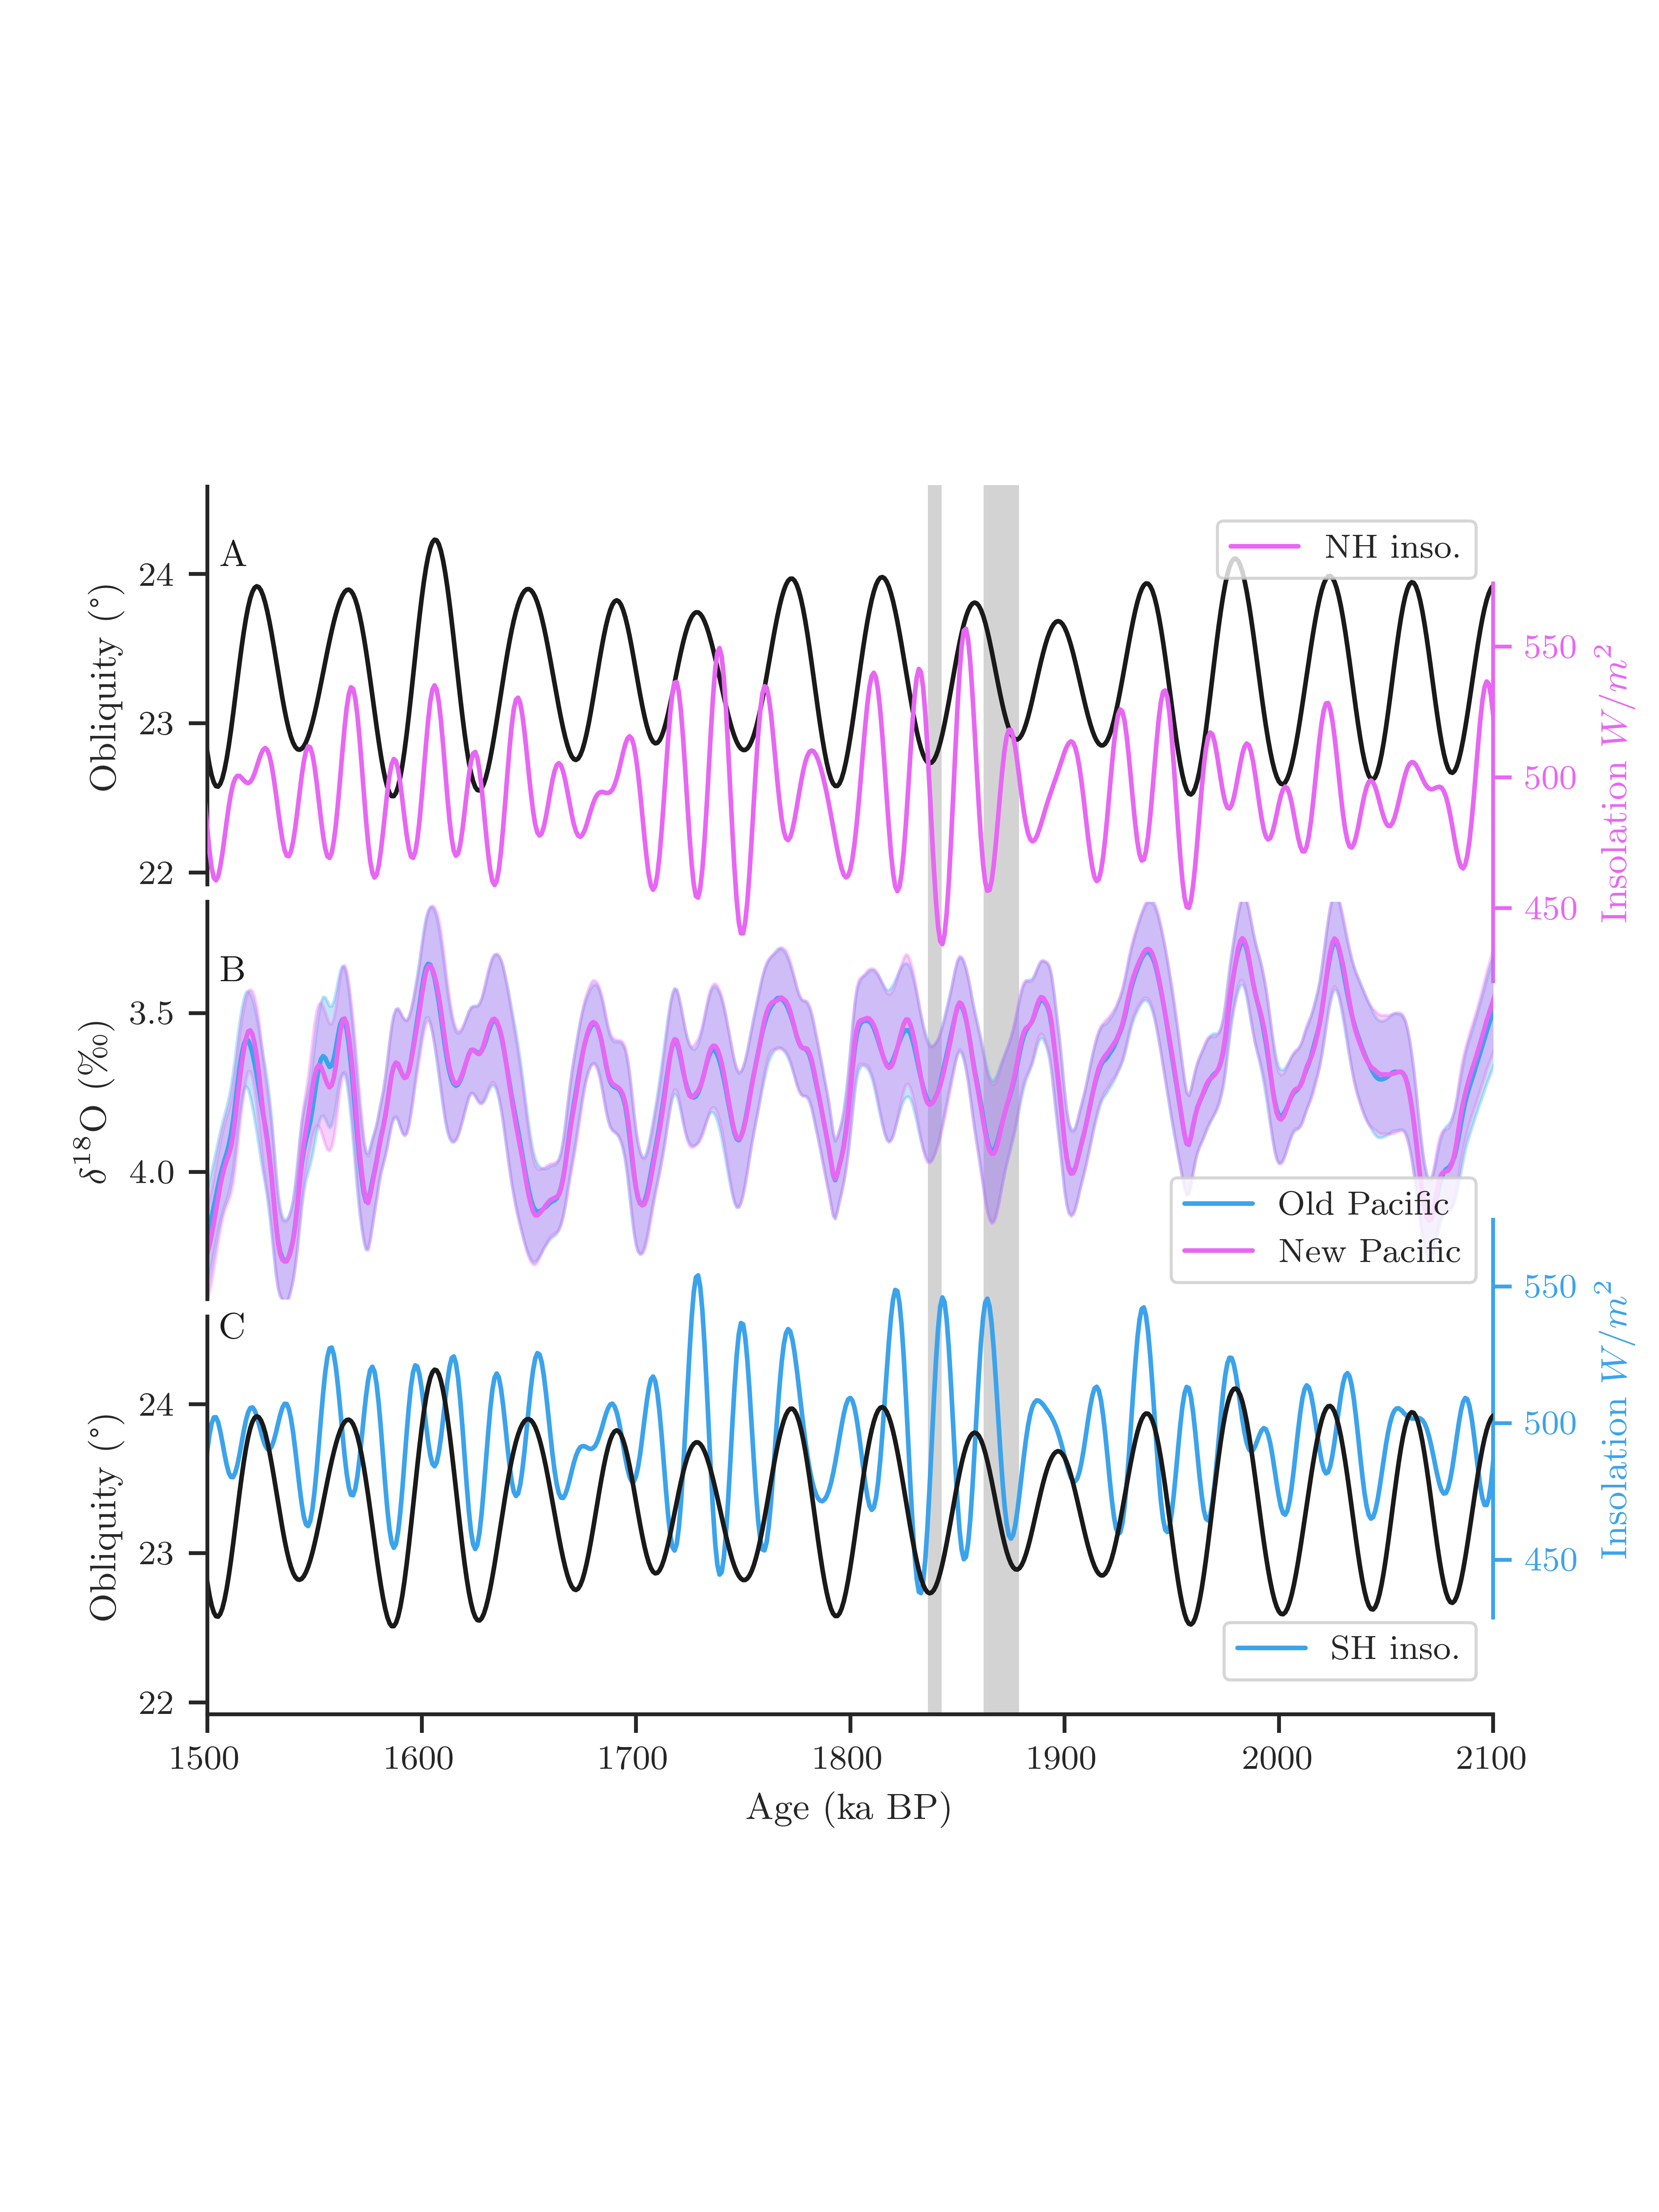 A
NH inso.
24
23
22
Obliquity (°)
550
500
450
Insolation W/m²
B
3.5
4.0
δ¹⁸O (‰)
Old Pacific
New Pacific
C
24
23
22
Obliquity (°)
550
500
450
Insolation W/m²
SH inso.
1500 1600 1700 1800 1900 2000 2100
Age (ka BP)